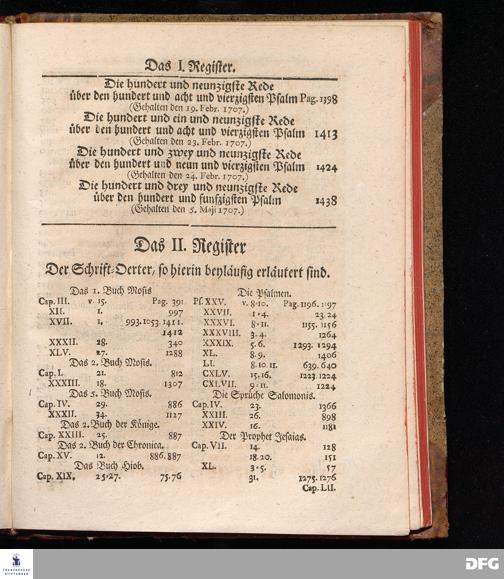 Das I. Register.
Die hundert und neunzigste Rede
über den hundert und acht und vierzigsten Psalm Pag. 1398
(Gehalten den 19. Febr. 1707.)
Die hundert und ein und neunzigste Rede
über den hundert und acht und vierzigsten Psalm 1413
(Gehalten den 23. Febr. 1707.)
Die hundert und zwey und neunzigste Rede
über den hundert und neun und vierzigsten Psalm 1424
(Gehalten den 24. Febr. 1707.)
Die hundert und drey und neunzigste Rede
über den hundert und funfzigsten Psalm 1438
(Gehalten den 5. Maji 1707.)
Das II. Register
Der Schrift-Oerter, so hierin beyläufig erläutert sind.
Das 1. Buch Mosis
Cap. III. v. 15. Pag. 391
XII. 1. 997
XVII. 1, 993.1053.1411.
1412
XXXII. 28. 340
XLV. 27. 1288
Das 2. Buch Mosis.
Cap. I. 21. 812
XXXIII. 18. 1307
Das 5. Buch Mosis.
Cap. IV. 29. 886
XXXII. 34. 1127
Das 2. Buch der Könige.
Cap. XXIII. 25. 887
Das 2. Buch der Chronica.
Cap. XV. 12. 886.887
Das Buch Hiob.
Cap. XIX. 25-27. 75.76
Die Psalmen.
Ps. XXV. v. 8-10. Pag. 1196. 1197
XXVII. 1-4. 23.24
XXXVI. 8-11. 1155. 1156
XXXVIII. 3.4. 1264
XXXIX. 5.6. 1293. 1294
XL. 8.9. 1406
LI. 8.10.11. 639.640
CXLV. 15.16. 1223.1224
CXLVII. 9-11. 1224
Die Sprüche Salomonis.
Cap. IV. 23. 1366
XXIII. 26. 898
XXIV. 16. 1181
Der Prophet Jesaias.
Cap. VII. 14. 128
18.20. 151
XL. 3-5. 57
31. 1275.1276
Cap. LII.
FRANCKESCHE
STIFTUNGEN
DFG